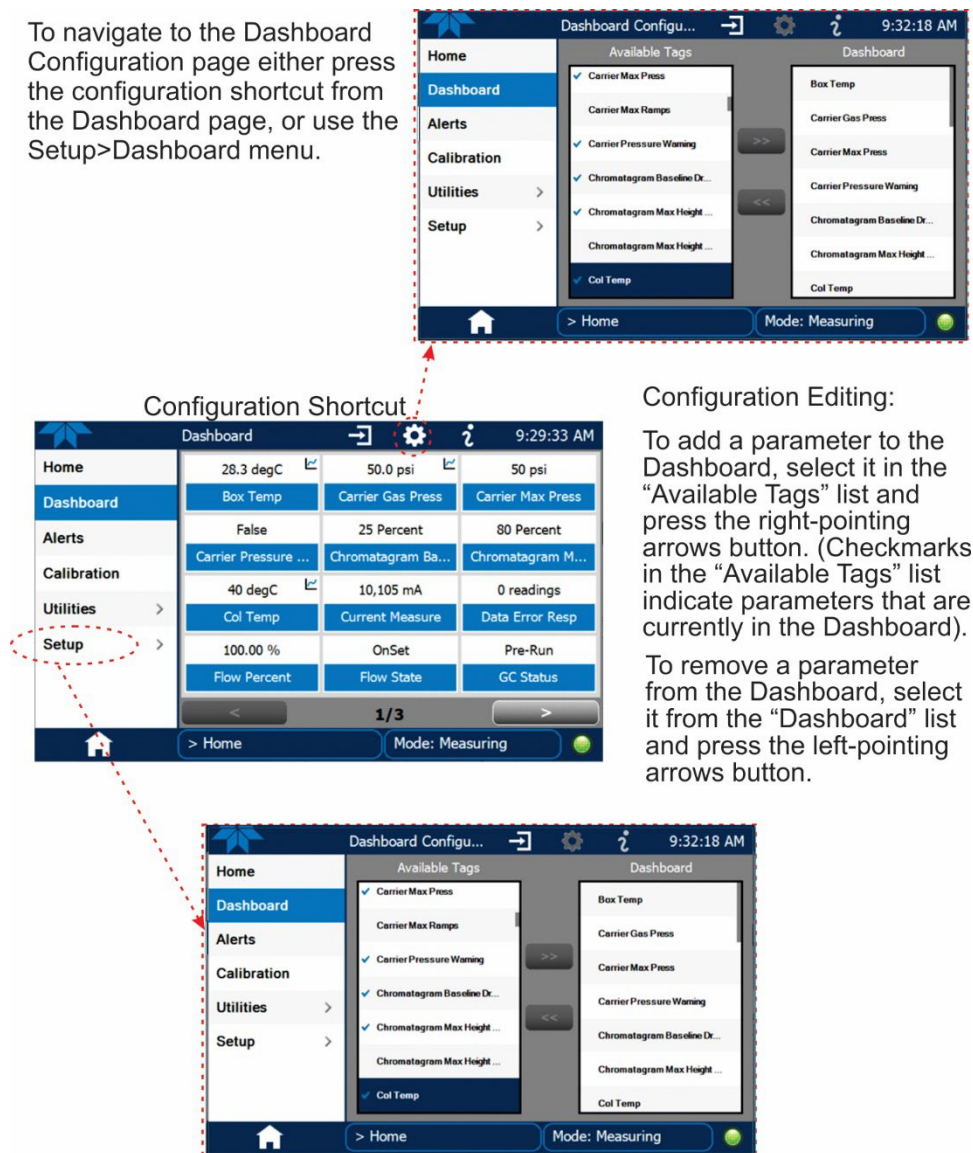 To navigate to the Dashboard
Configuration page either press
the configuration shortcut from
the Dashboard page, or use the
Setup>Dashboard menu.
Dashboard Configu... 9:32:18 AM
Home
Dashboard
Alerts
Calibration
Utilities >
Setup >
Available Tags
Carrier Max Press
Carrier Max Ramps
Carrier Pressure Warning
Chromatagram Baseline Dr...
Chromatagram Max Height ...
Chromatagram Max Height ...
Col Temp
>>
<<
Dashboard
Box Temp
Carrier Gas Press
Carrier Max Press
Carrier Pressure Warning
Chromatagram Baseline Dr...
Chromatagram Max Height ...
Col Temp
> Home Mode: Measuring
Configuration Shortcut
Dashboard 9:29:33 AM
Home
Dashboard
Alerts
Calibration
Utilities >
Setup >
28.3 degC 50.0 psi 50 psi
Box Temp Carrier Gas Press Carrier Max Press
False 25 Percent 80 Percent
Carrier Pressure ... Chromatagram Ba... Chromatagram M...
40 degC 10,105 mA 0 readings
Col Temp Current Measure Data Error Resp
100.00 % OnSet Pre-Run
Flow Percent Flow State GC Status
< 1/3 >
> Home Mode: Measuring
Configuration Editing:
To add a parameter to the
Dashboard, select it in the
“Available Tags” list and
press the right-pointing
arrows button. (Checkmarks
in the “Available Tags” list
indicate parameters that are
currently in the Dashboard).
To remove a parameter
from the Dashboard, select
it from the “Dashboard” list
and press the left-pointing
arrows button.
Dashboard Configu... 9:32:18 AM
Home
Dashboard
Alerts
Calibration
Utilities >
Setup >
Available Tags
Carrier Max Press
Carrier Max Ramps
Carrier Pressure Warning
Chromatagram Baseline Dr...
Chromatagram Max Height ...
Chromatagram Max Height ...
Col Temp
>>
<<
Dashboard
Box Temp
Carrier Gas Press
Carrier Max Press
Carrier Pressure Warning
Chromatagram Baseline Dr...
Chromatagram Max Height ...
Col Temp
> Home Mode: Measuring